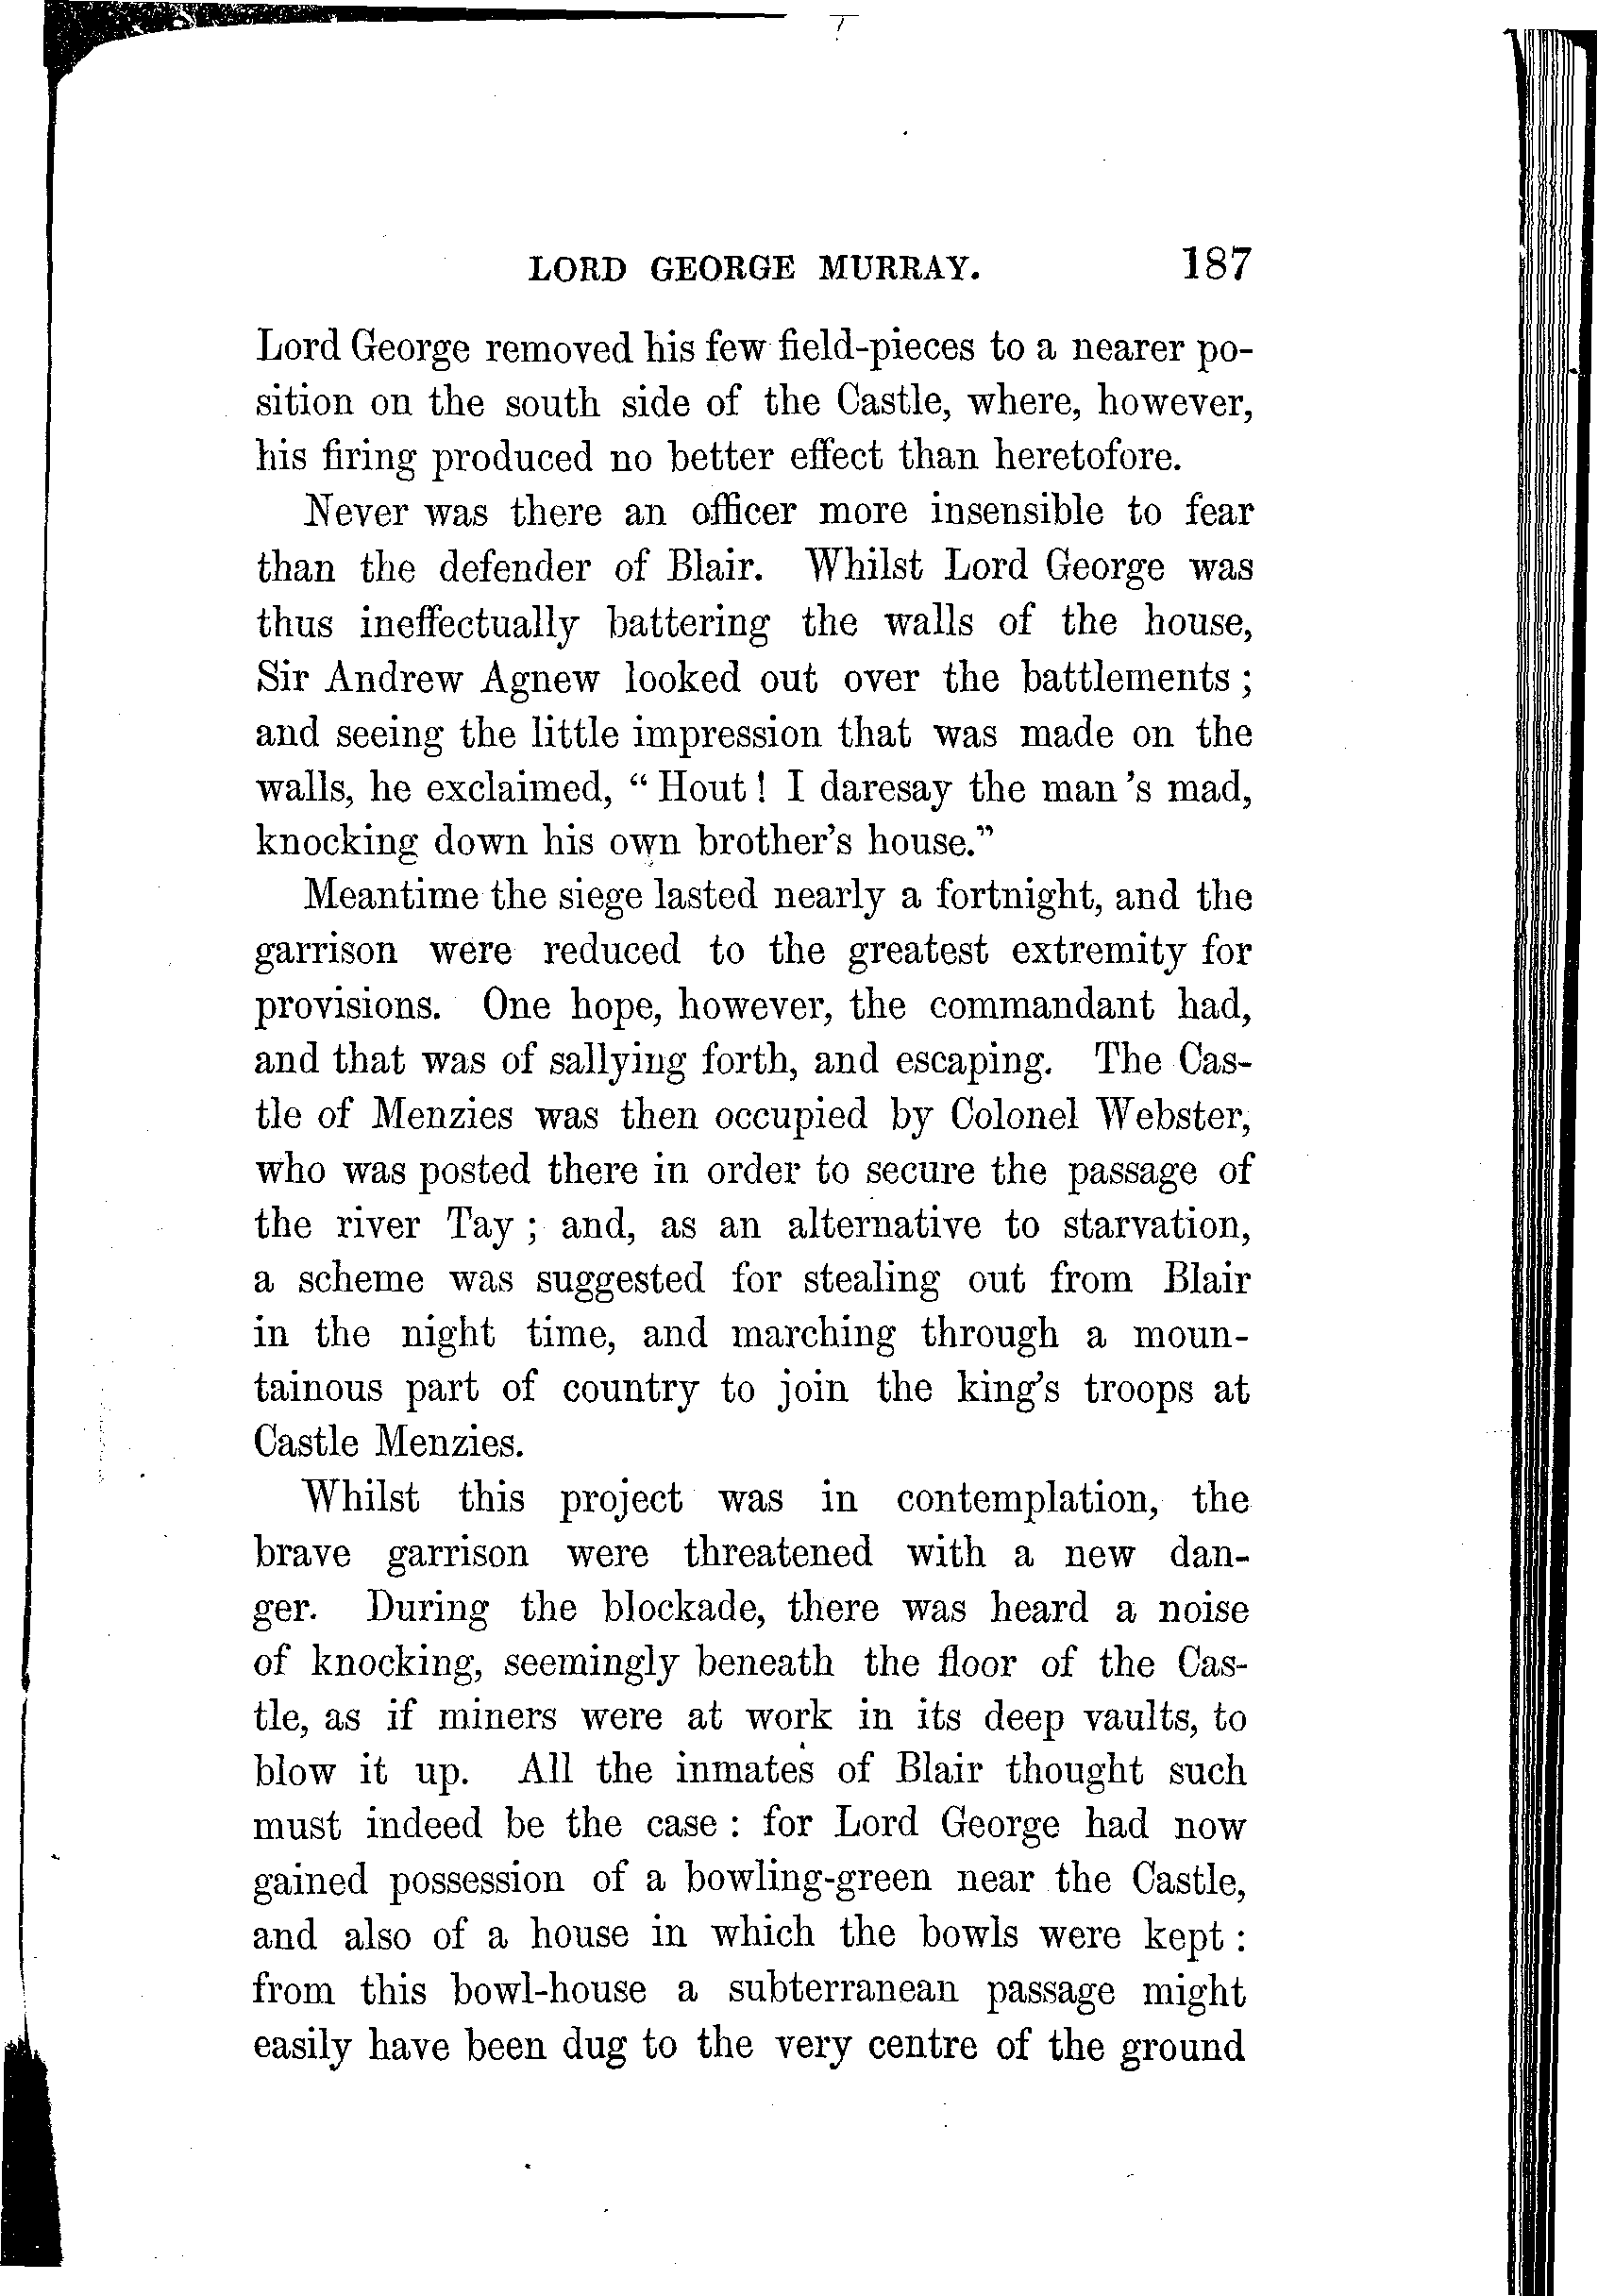 LORD GEORGE MURRAY. 187
Lord George removed his few field-pieces to a nearer po-
sition on the south side of the Castle, where, however,
his firing produced no better effect than heretofore.
Never was there an officer more insensible to fear
than the defender of Blair. Whilst Lord George was
thus ineffectually battering the walls of the house,
Sir Andrew Agnew looked out over the battlements ;
and seeing the little impression that was made on the
walls, he exclaimed, “ Hout ! I daresay the man 's mad,
knocking down his own brother's house.”
Meantime the siege lasted nearly a fortnight, and the
garrison were reduced to the greatest extremity for
provisions. One hope, however, the commandant had,
and that was of sallying forth, and escaping. The Cas-
tle of Menzies was then occupied by Colonel Webster,
who was posted there in order to secure the passage of
the river Tay ; and, as an alternative to starvation,
a scheme was suggested for stealing out from Blair
in the night time, and marching through a moun-
tainous part of country to join the king's troops at
Castle Menzies.
Whilst this project was in contemplation, the
brave garrison were threatened with a new dan-
ger. During the blockade, there was heard a noise
of knocking, seemingly beneath the floor of the Cas-
tle, as if miners were at work in its deep vaults, to
blow it up. All the inmates of Blair thought such
must indeed be the case : for Lord George had now
gained possession of a bowling-green near the Castle,
and also of a house in which the bowls were kept :
from this bowl-house a subterranean passage might
easily have been dug to the very centre of the ground